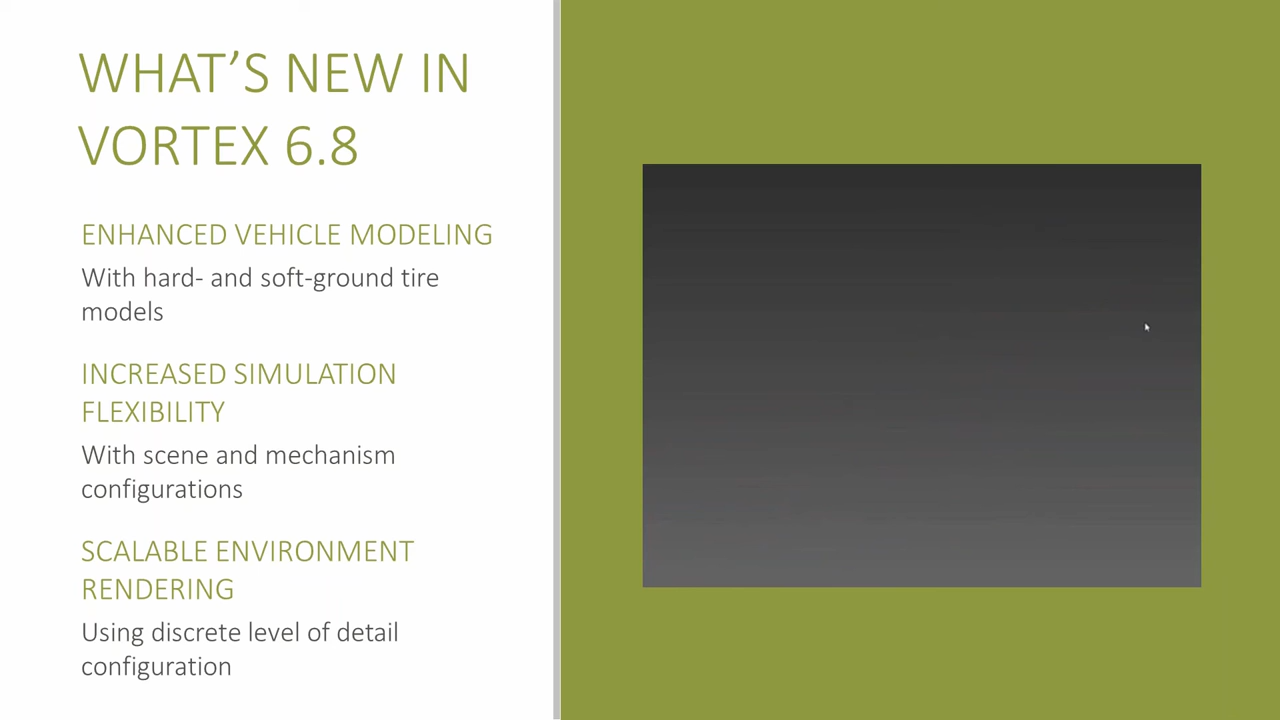 WHAT’S NEW IN
VORTEX 6.8
ENHANCED VEHICLE MODELING
With hard- and soft-ground tire
models
INCREASED SIMULATION
FLEXIBILITY
With scene and mechanism
configurations
SCALABLE ENVIRONMENT
RENDERING
Using discrete level of detail
configuration